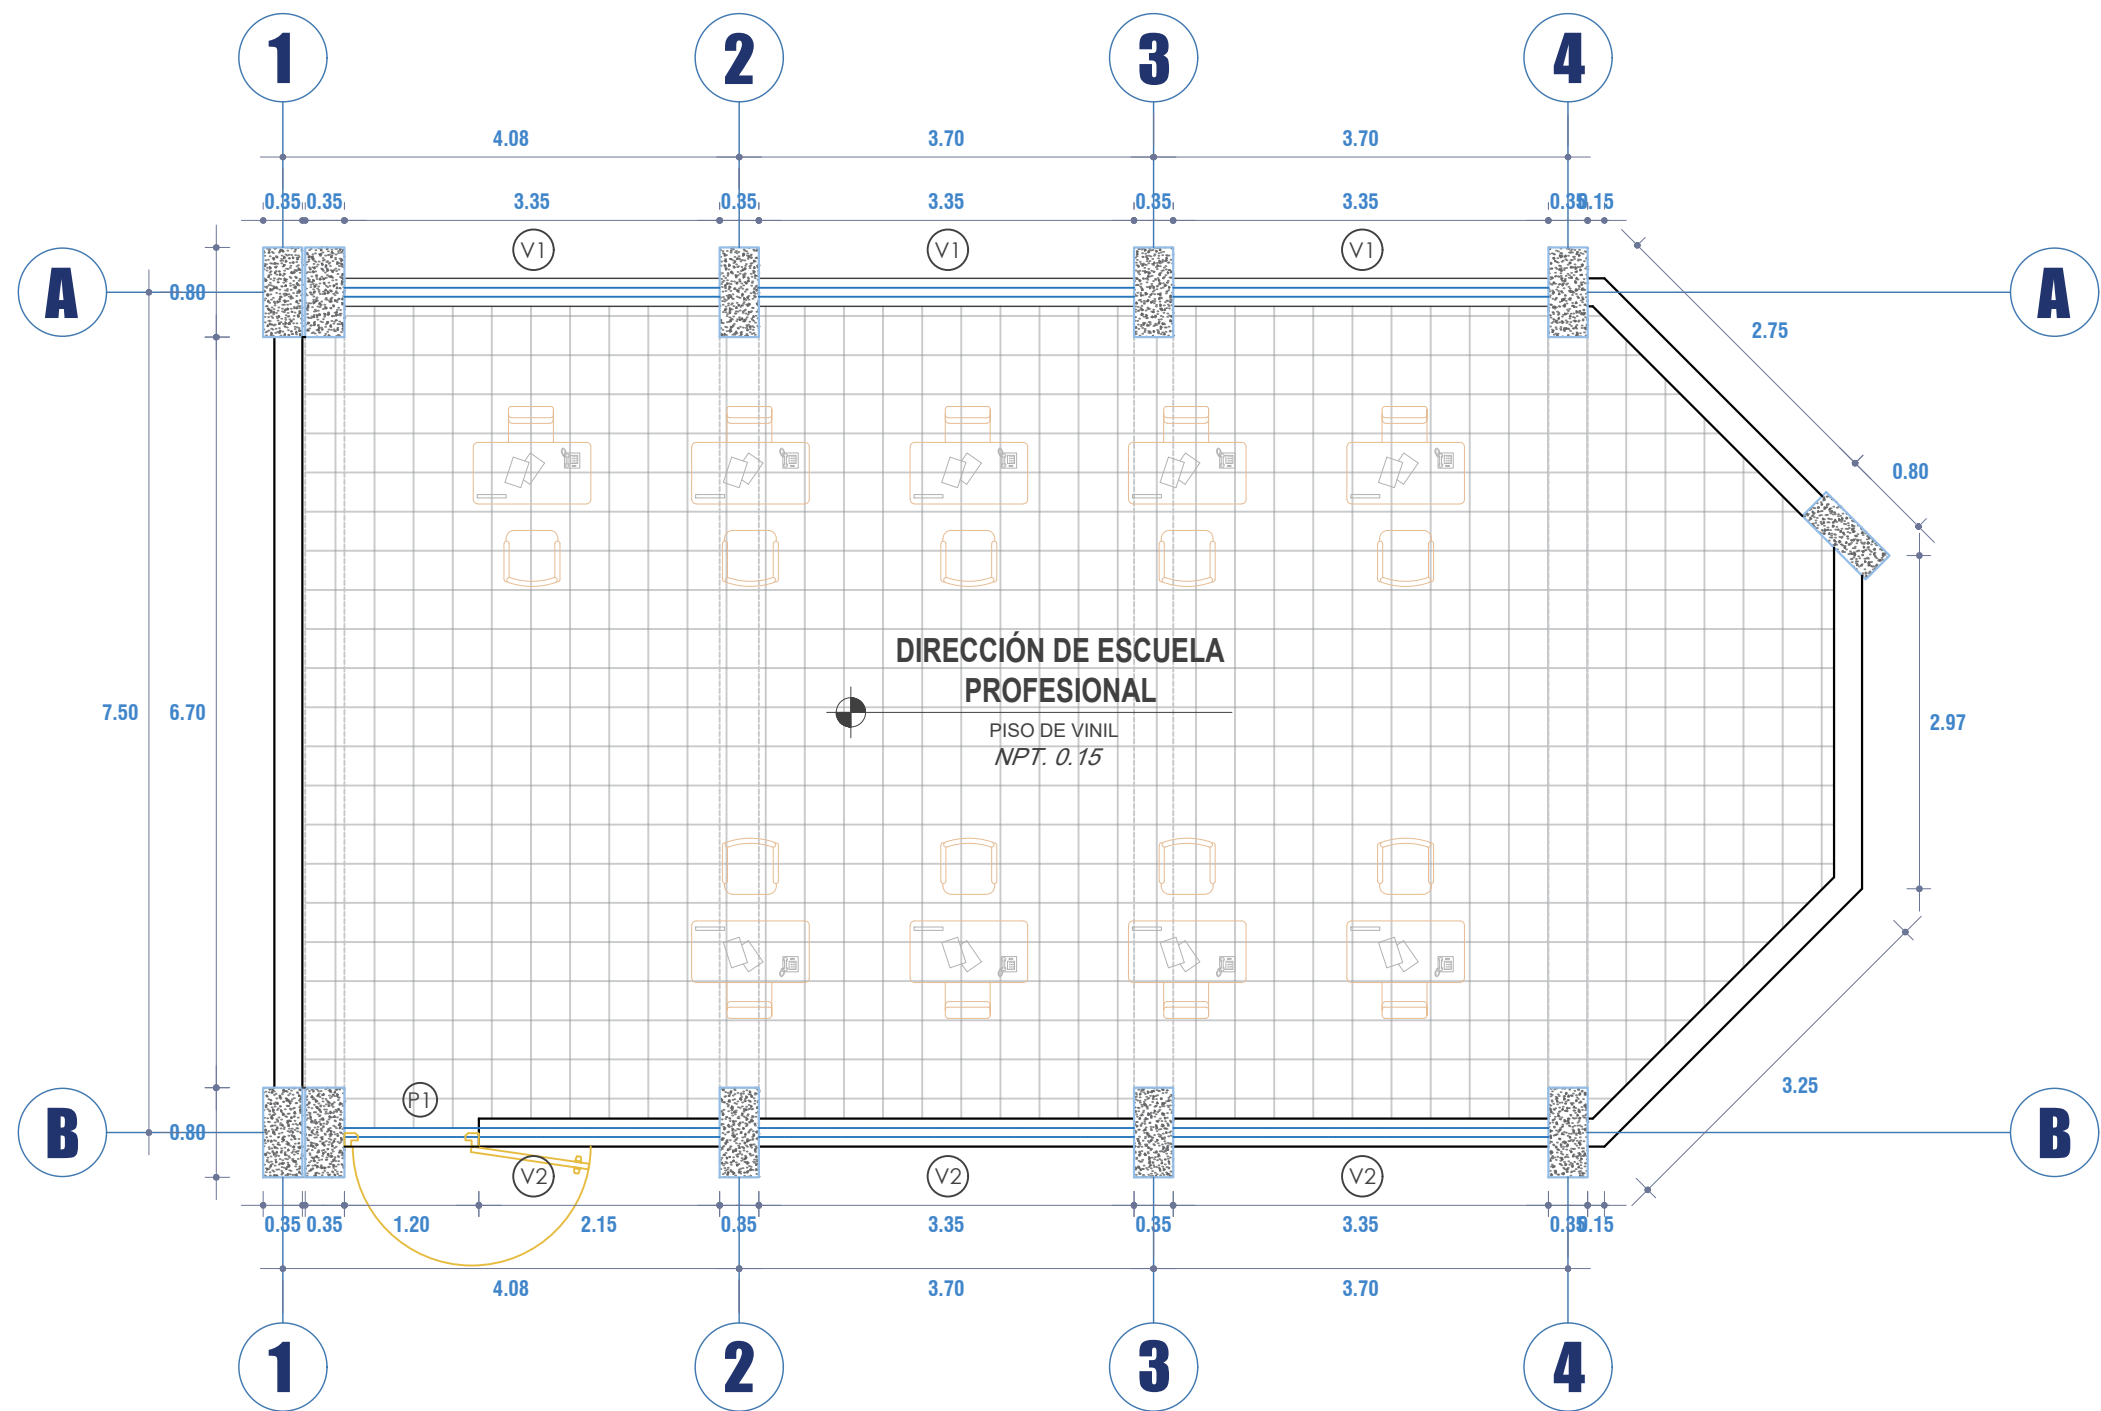 1 2 3 4
4.08 3.70 3.70
0.35 0.35 3.35 0.35 3.35 0.35 3.35 0.35 0.15
V1 V1 V1
A 0.80 A
2.75
0.80
DIRECCIÓN DE ESCUELA
PROFESIONAL
7.50 6.70 2.97
PISO DE VINIL
NPT. 0.15
3.25
P1
B 0.80 B
V2 V2 V2
0.35 0.35 1.20 2.15 0.35 3.35 0.35 3.35 0.35 0.15
4.08 3.70 3.70
1 2 3 4